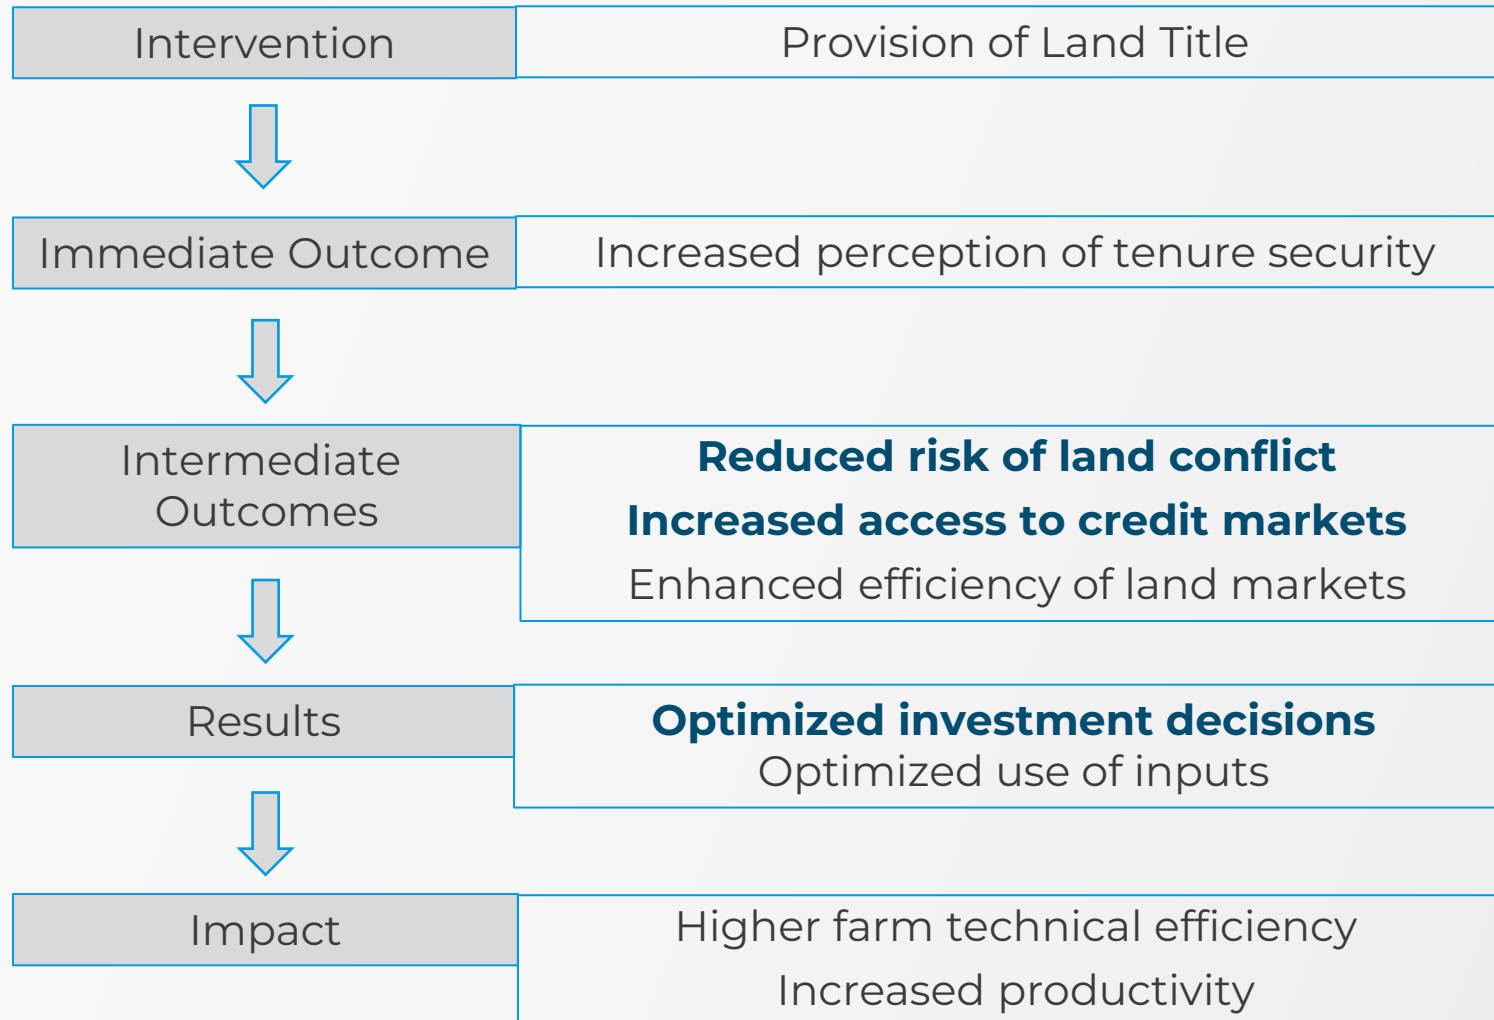 Intervention
Provision of Land Title
Immediate Outcome
Increased perception of tenure security
Intermediate
Outcomes
Reduced risk of land conflict
Increased access to credit markets
Enhanced efficiency of land markets
Results
Optimized investment decisions
Optimized use of inputs
Impact
Higher farm technical efficiency
Increased productivity